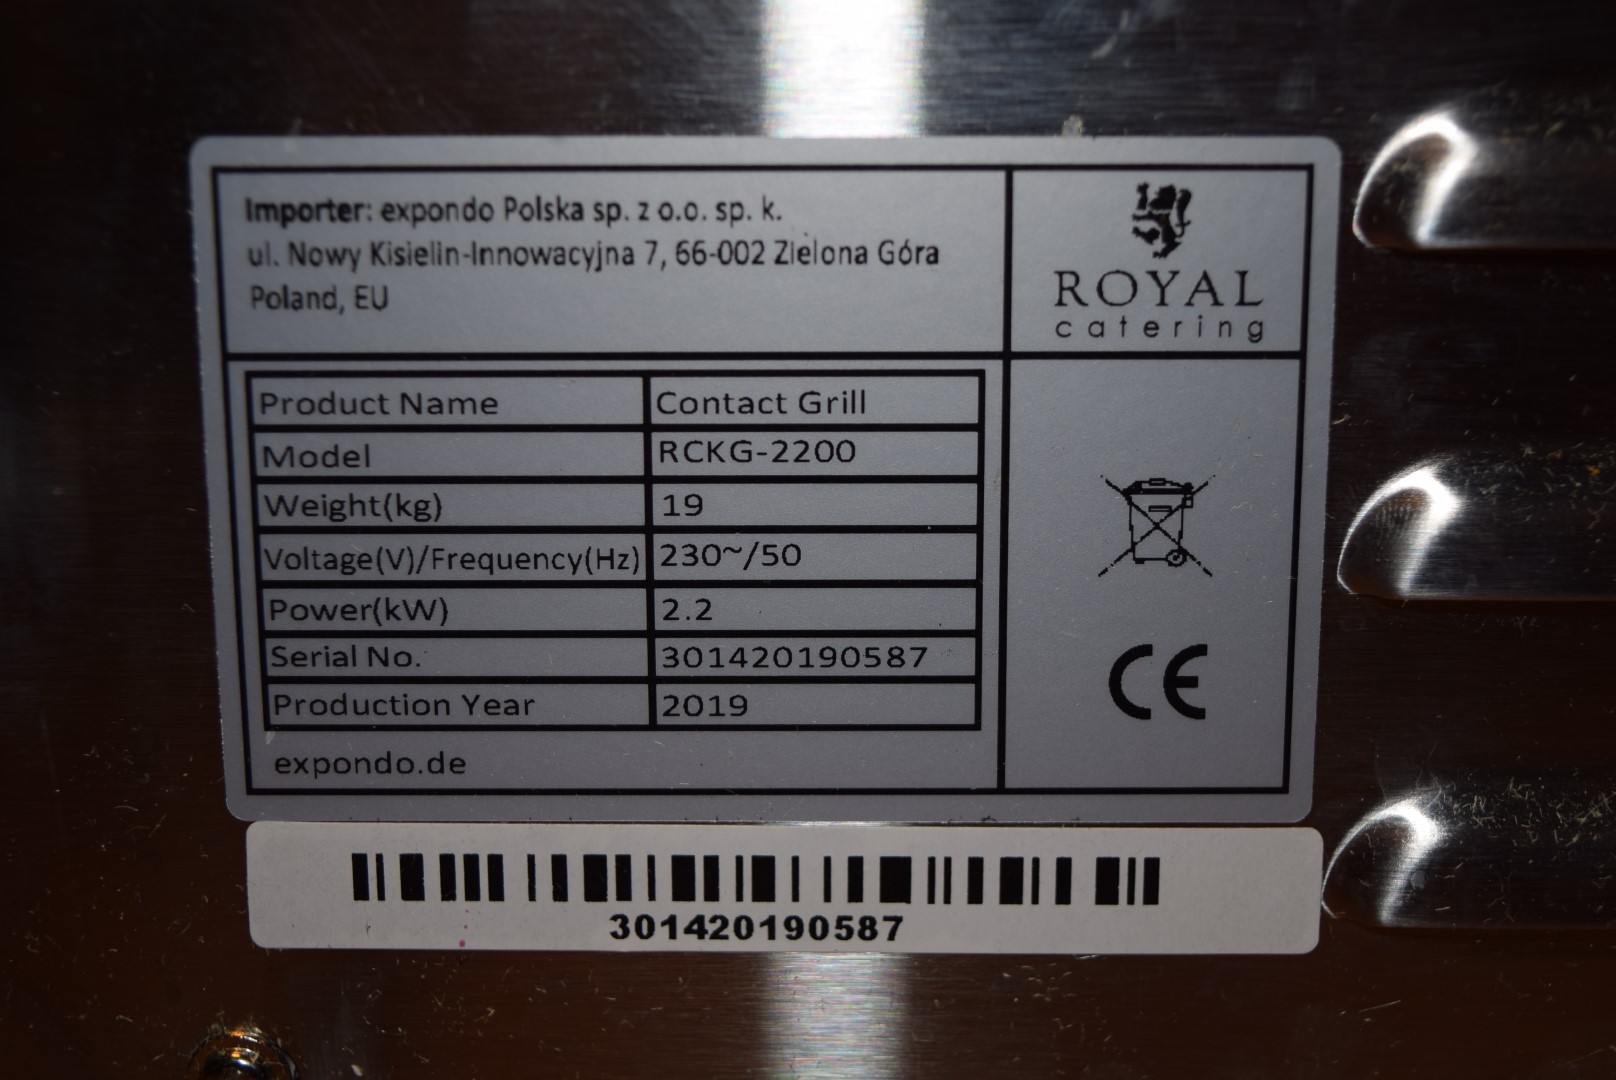 Importer: expondo Polska sp. z o.o. sp. k.
ul. Nowy Kisielin-Innowacyjna 7, 66-002 Zielona Góra
Poland, EU
ROYAL
catering
Product Name Contact Grill
Model RCKG-2200
Weight(kg) 19
Voltage(V)/Frequency(Hz) 230~/50
Power(kW) 2.2
Serial No. 301420190587
Production Year 2019
expondo.de
CE
301420190587